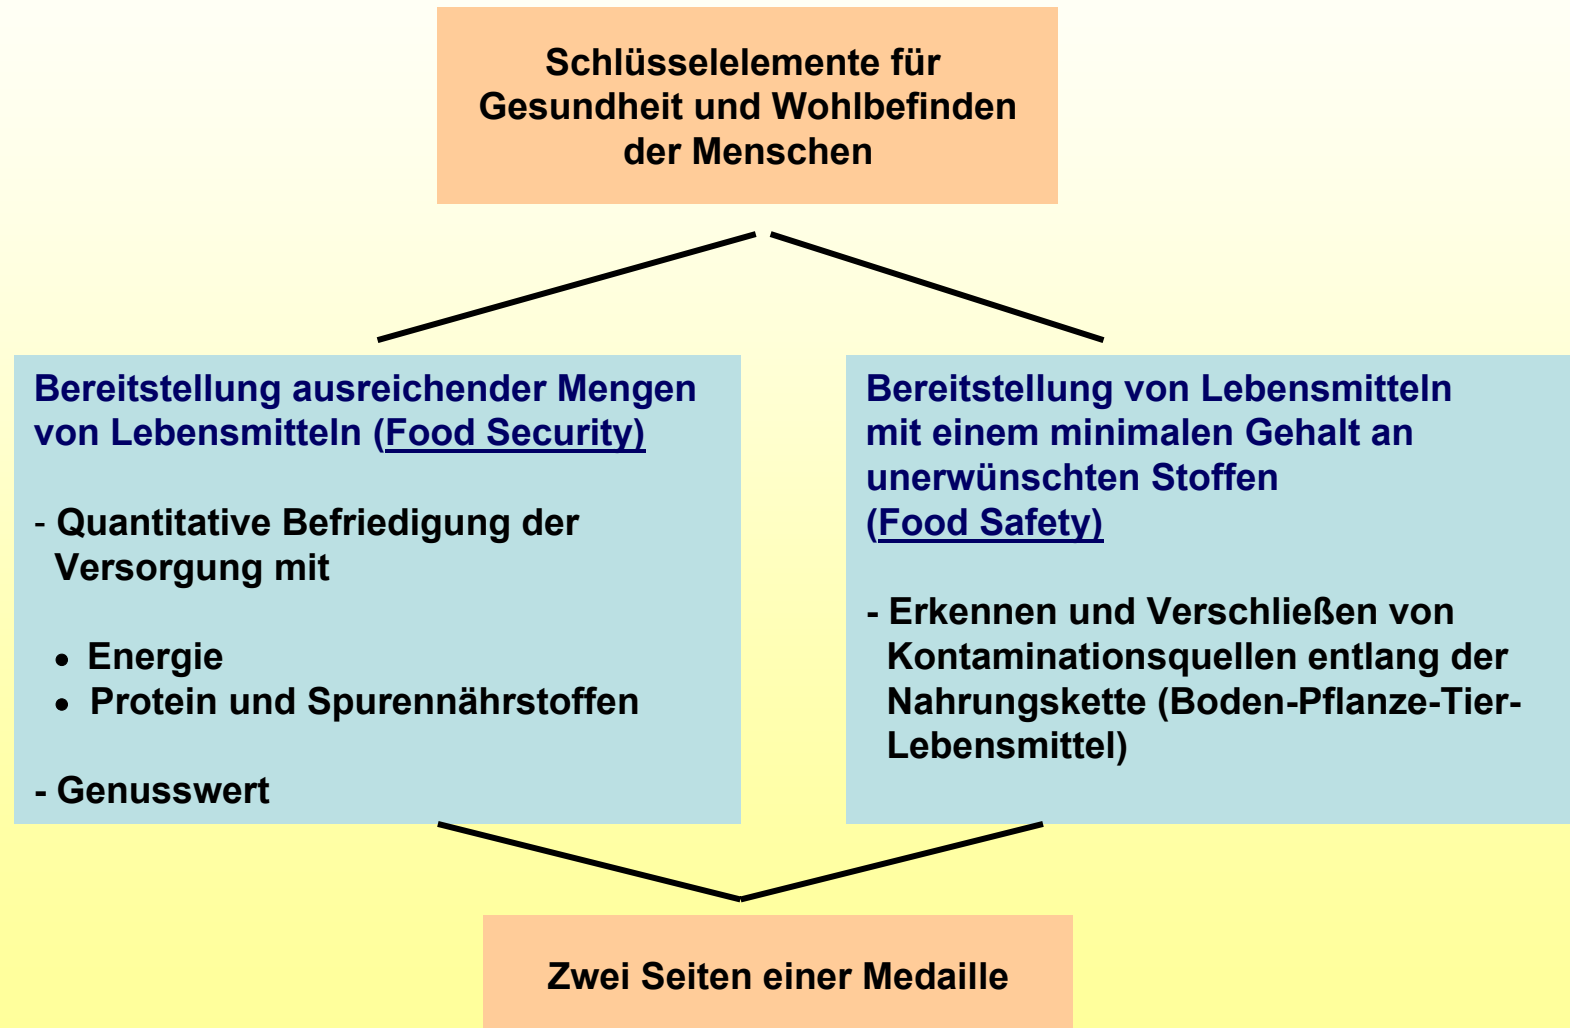 Schlüsselelemente für
Gesundheit und Wohlbefinden
der Menschen
Bereitstellung ausreichender Mengen
von Lebensmitteln (Food Security)
- Quantitative Befriedigung der
Versorgung mit
• Energie
• Protein und Spurennährstoffen
- Genusswert
Bereitstellung von Lebensmitteln
mit einem minimalen Gehalt an
unerwünschten Stoffen
(Food Safety)
- Erkennen und Verschließen von
Kontaminationsquellen entlang der
Nahrungskette (Boden-Pflanze-Tier-
Lebensmittel)
Zwei Seiten einer Medaille